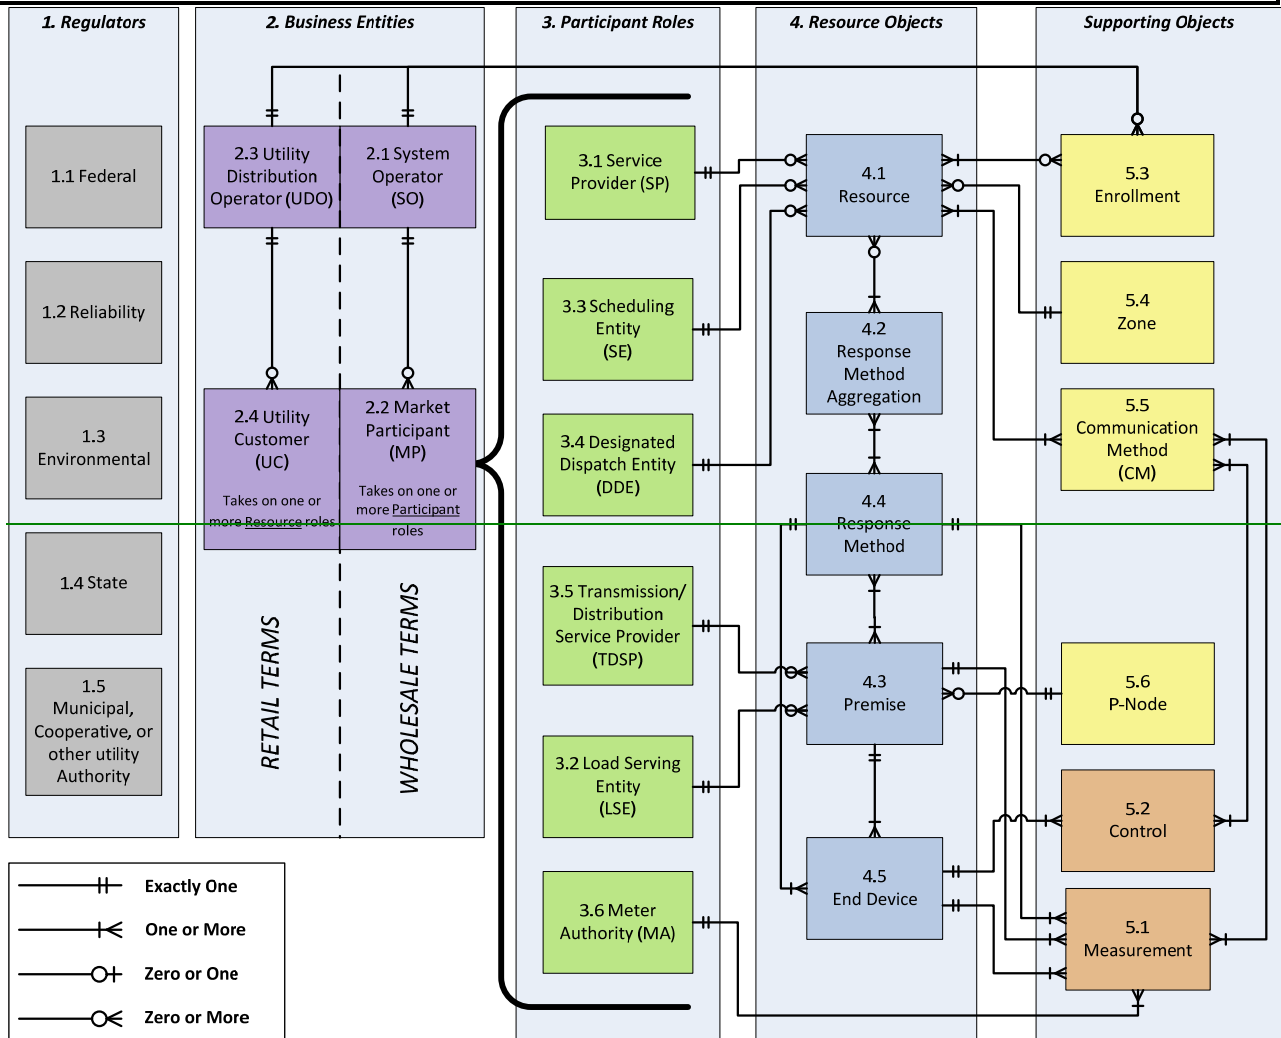 1. Regulators
2. Business Entities
3. Participant Roles
4. Resource Objects
Supporting Objects
1.1 Federal
1.2 Reliability
1.3
Environmental
1.4 State
1.5
Municipal,
Cooperative, or
other utility
Authority
2.3 Utility
Distribution
Operator (UDO)
2.1 System
Operator
(SO)
2.4 Utility
Customer
(UC)
Takes on one or
more Resource roles
2.2 Market
Participant
(MP)
Takes on one or
more Participant
roles
RETAIL TERMS
WHOLESALE TERMS
3.1 Service
Provider (SP)
3.3 Scheduling
Entity
(SE)
3.4 Designated
Dispatch Entity
(DDE)
3.5 Transmission/
Distribution
Service Provider
(TDSP)
3.2 Load Serving
Entity
(LSE)
3.6 Meter
Authority (MA)
4.1
Resource
4.2
Response
Method
Aggregation
4.4
Response
Method
4.3
Premise
4.5
End Device
5.3
Enrollment
5.4
Zone
5.5
Communication
Method
(CM)
5.6
P-Node
5.2
Control
5.1
Measurement
Exactly One
One or More
Zero or One
Zero or More